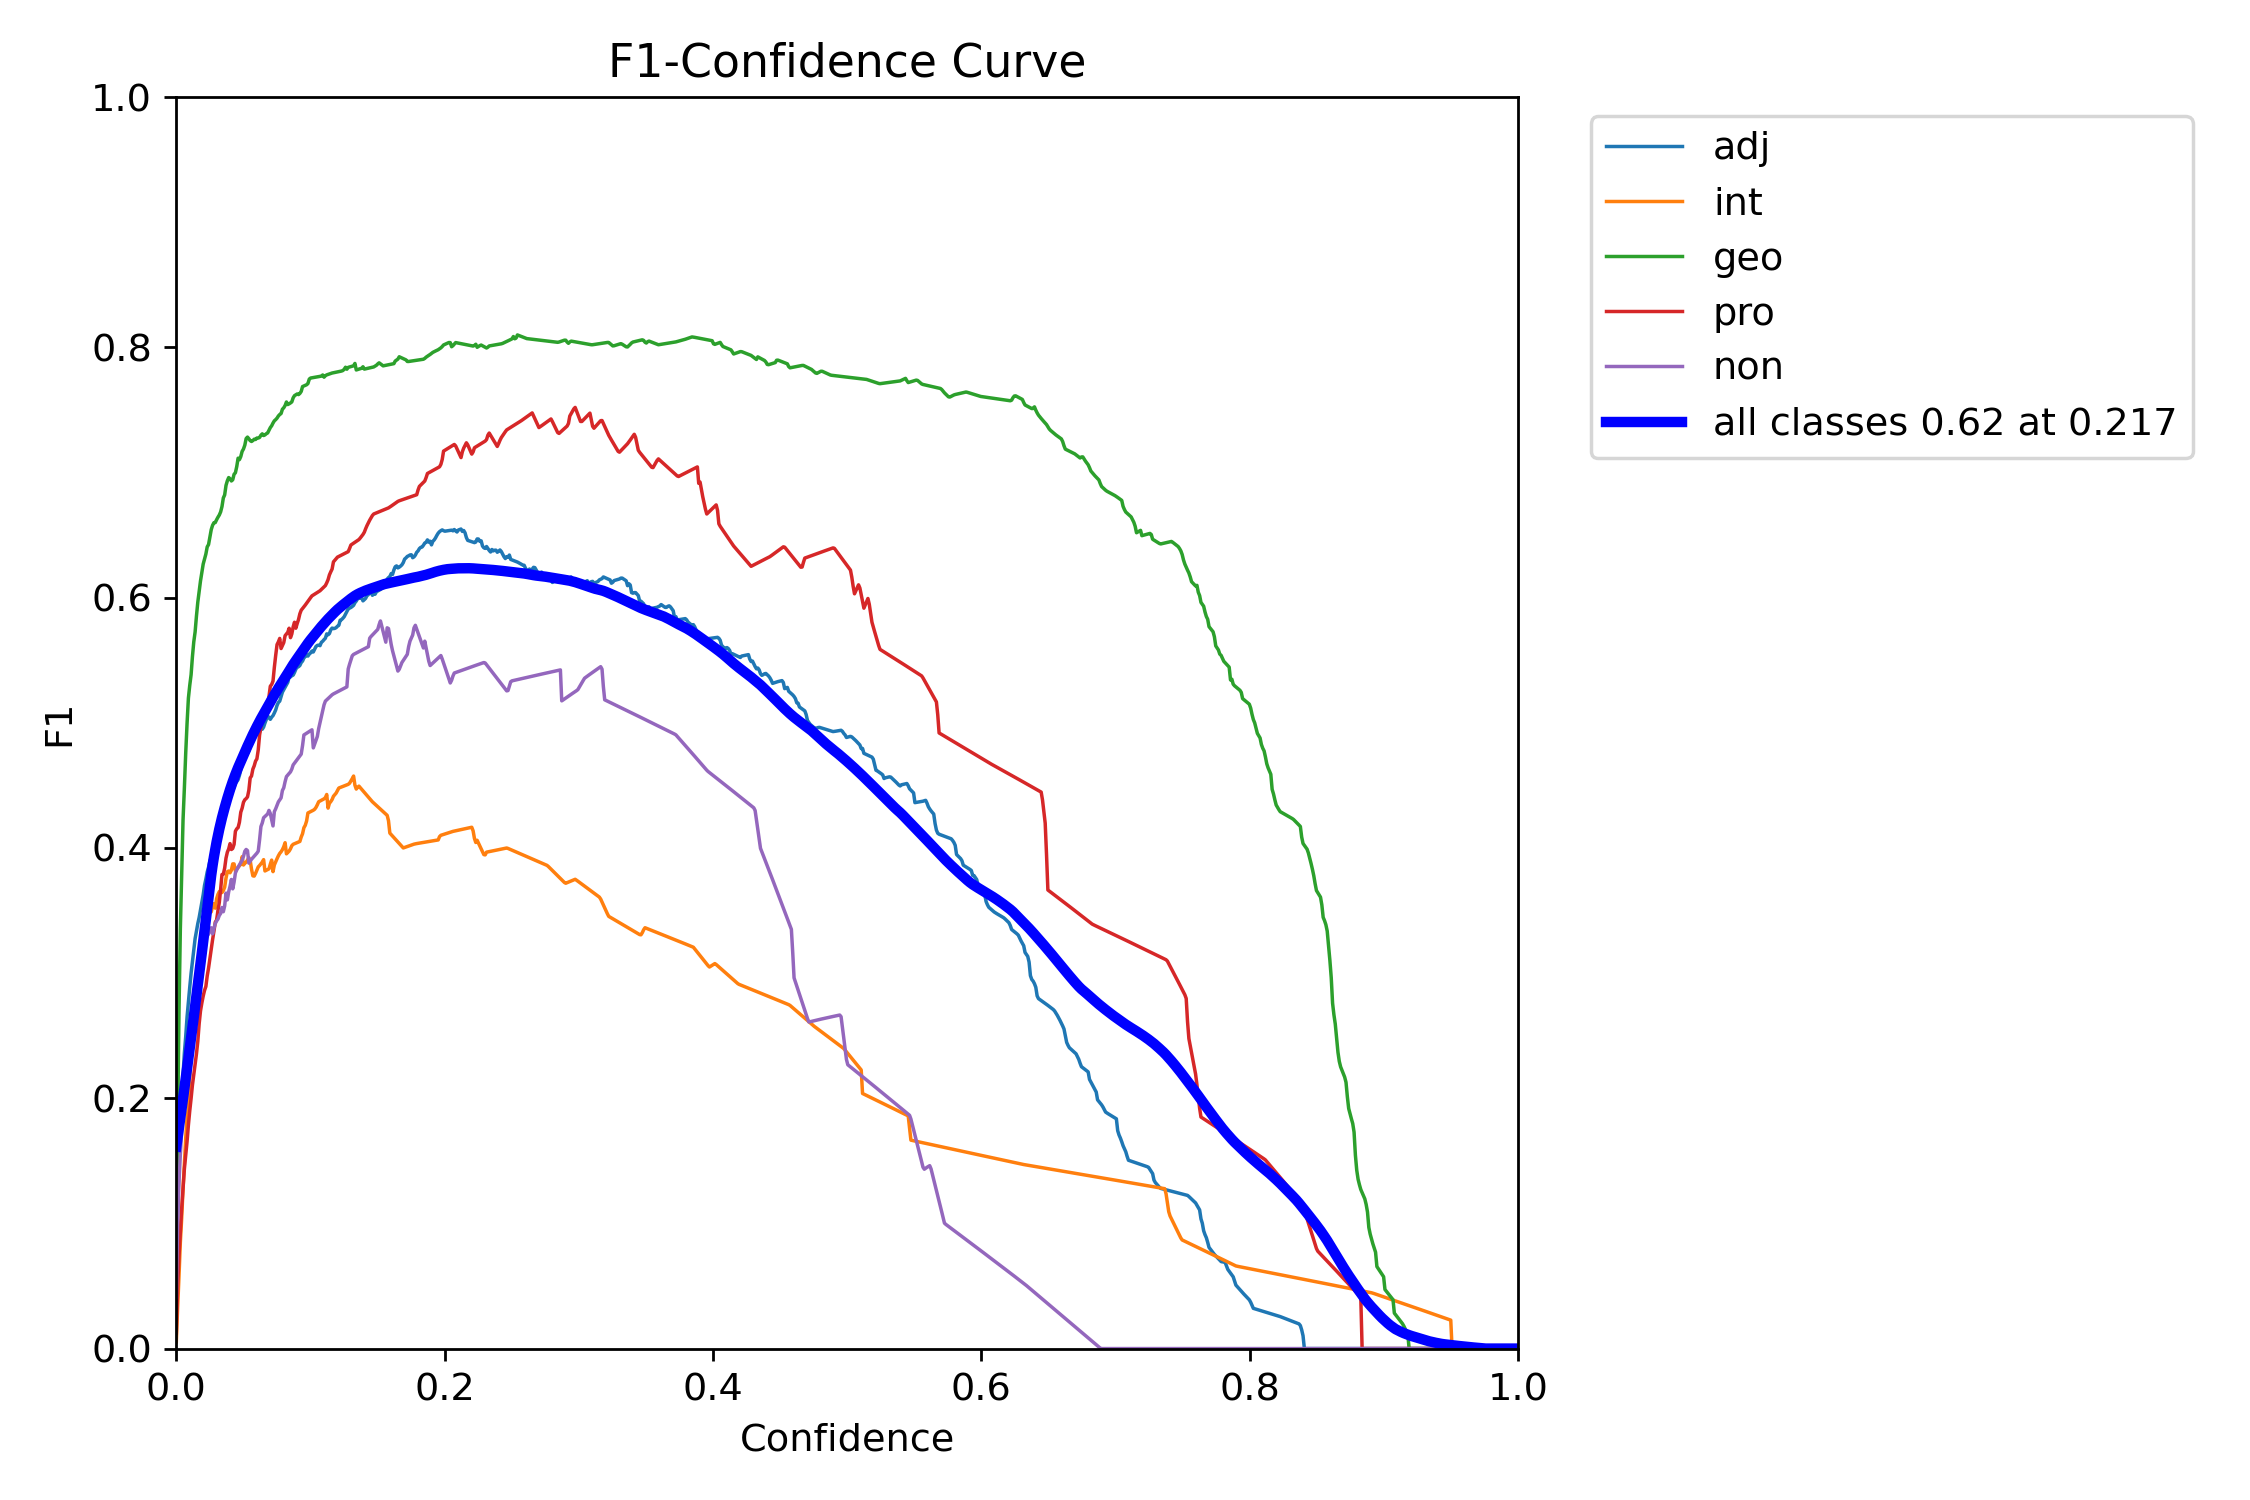 F1-Confidence Curve
1.0
0.8
0.6
0.4
0.2
0.0
F1
0.0 0.2 0.4 0.6 0.8 1.0
Confidence
adj
int
geo
pro
non
all classes 0.62 at 0.217